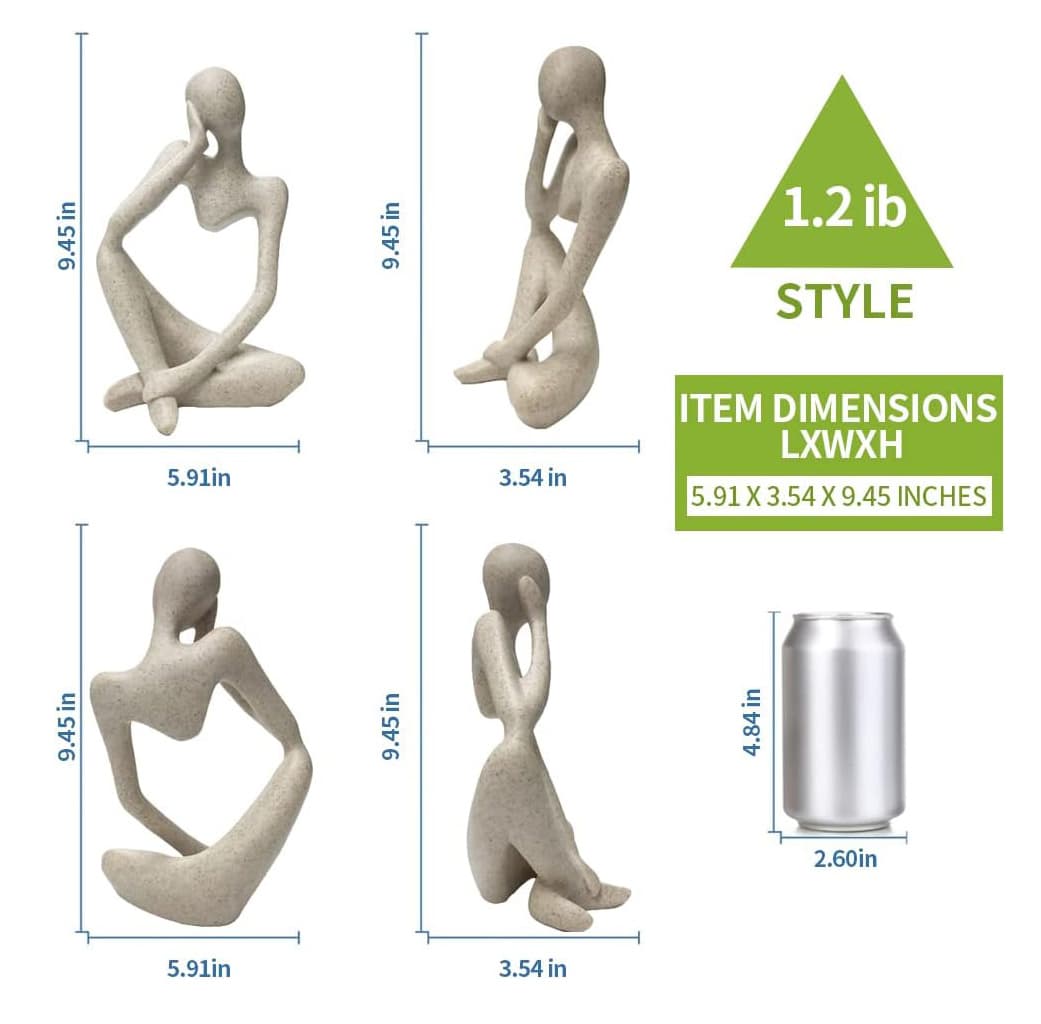 9.45 in
5.91in
9.45 in
3.54 in
1.2 ib
STYLE
ITEM DIMENSIONS
LXWXH
5.91 X 3.54 X 9.45 INCHES
9.45 in
5.91in
9.45 in
3.54 in
4.84 in
2.60in